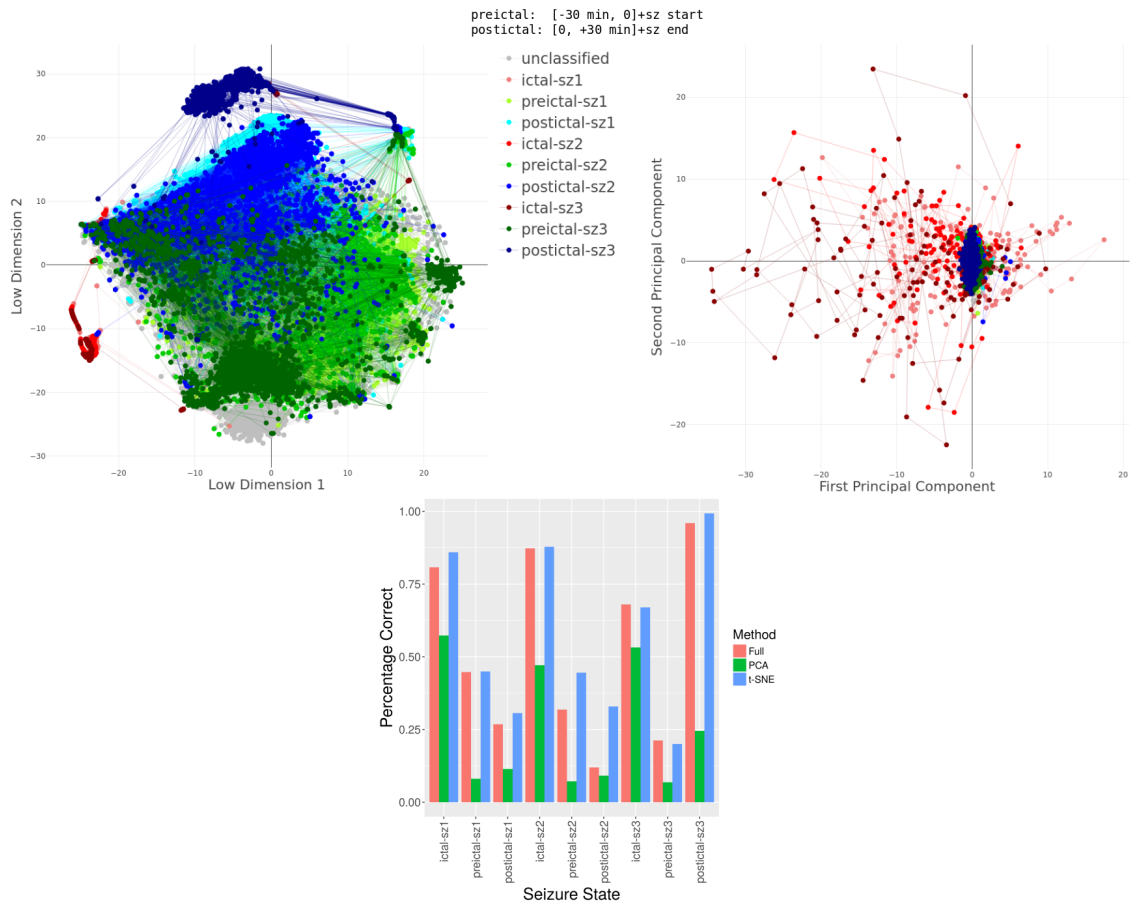 preictal:  [-30 min, 0]+sz start
postictal: [0, +30 min]+sz end
30
20
10
0
−10
−20
−30
−20
−10
0
10
20
Low Dimension 2
Low Dimension 1
unclassified
ictal-sz1
preictal-sz1
postictal-sz1
ictal-sz2
preictal-sz2
postictal-sz2
ictal-sz3
preictal-sz3
postictal-sz3
20
10
0
−10
−20
−30
−20
−10
0
10
20
Second Principal Component
First Principal Component
1.00
0.75
0.50
0.25
0.00
Percentage Correct
ictal-sz1
preictal-sz1
postictal-sz1
ictal-sz2
preictal-sz2
postictal-sz2
ictal-sz3
preictal-sz3
postictal-sz3
Seizure State
Method
Full
PCA
t-SNE